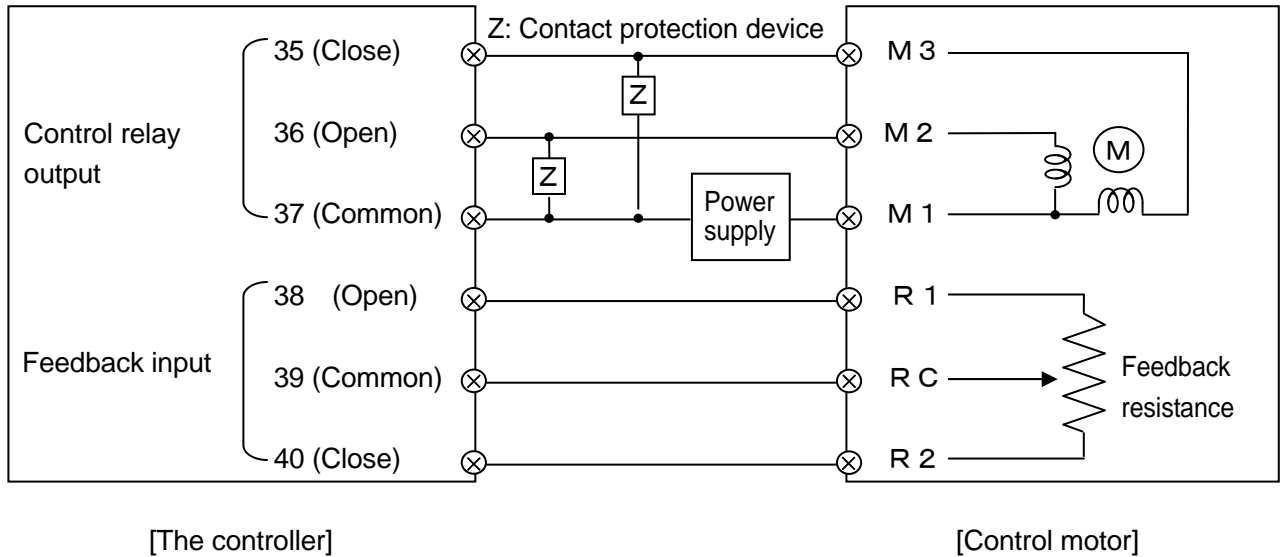 Z: Contact protection device
35 (Close)
M 3
Z
Control relay
output
36 (Open)
M 2
M
Z
37 (Common)
Power
supply
M 1
38 (Open)
R 1
Feedback input
39 (Common)
R C
Feedback
resistance
40 (Close)
R 2
[The controller]
[Control motor]